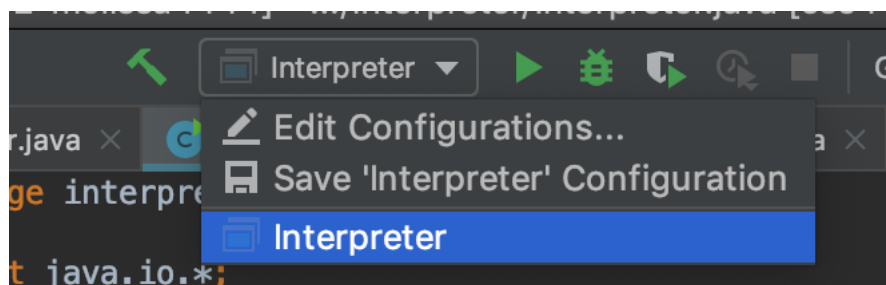 Interpreter
Edit Configurations...
r.java
Save 'Interpreter' Configuration
ge interpre
Interpreter
t java.io.*;